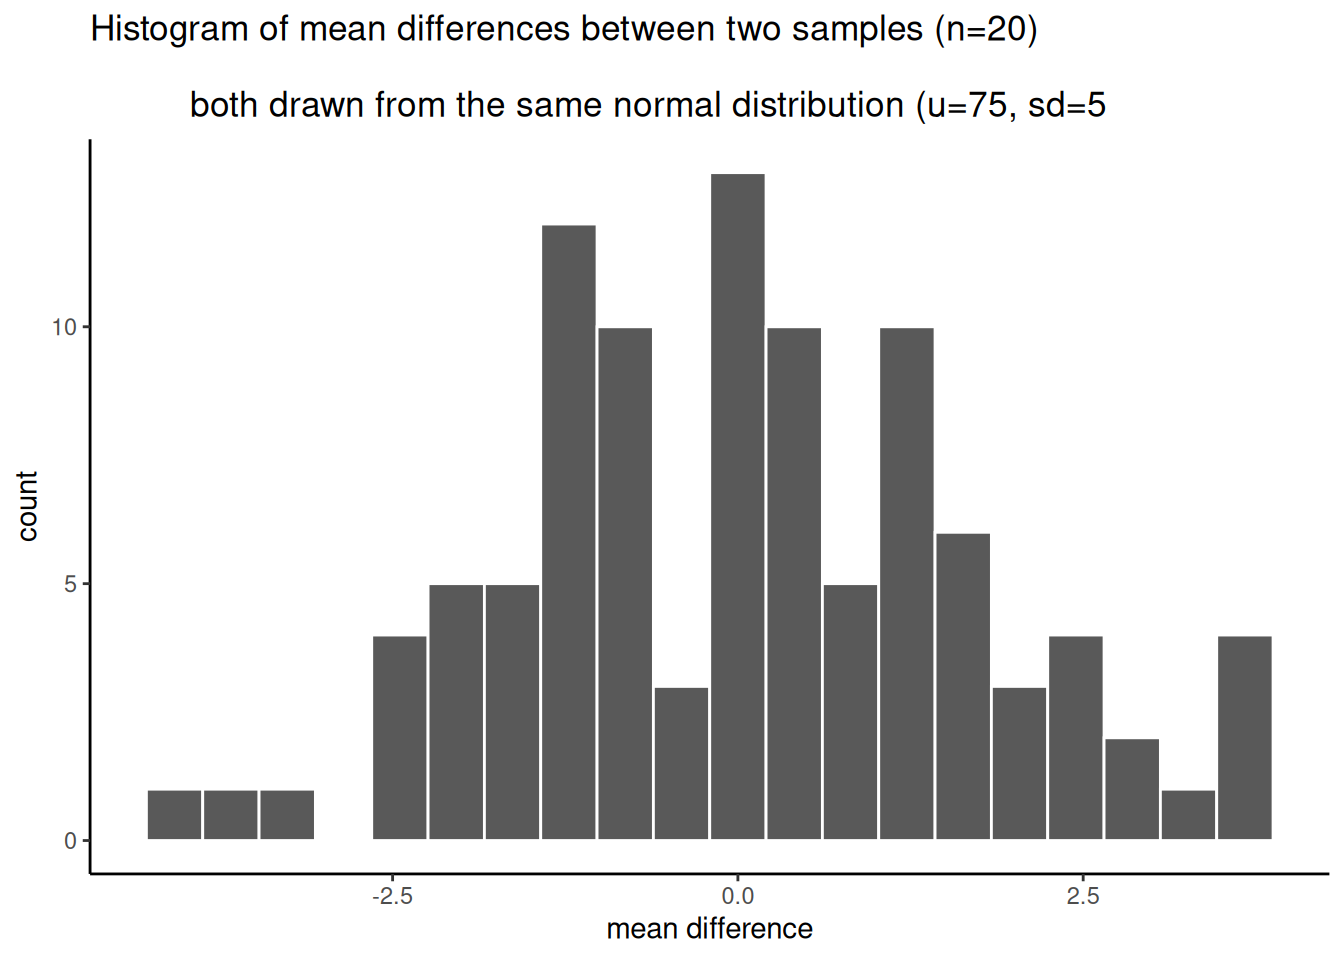 Histogram of mean differences between two samples (n=20)
both drawn from the same normal distribution (u=75, sd=5
count
10
5
0
-2.5
0.0
2.5
mean difference